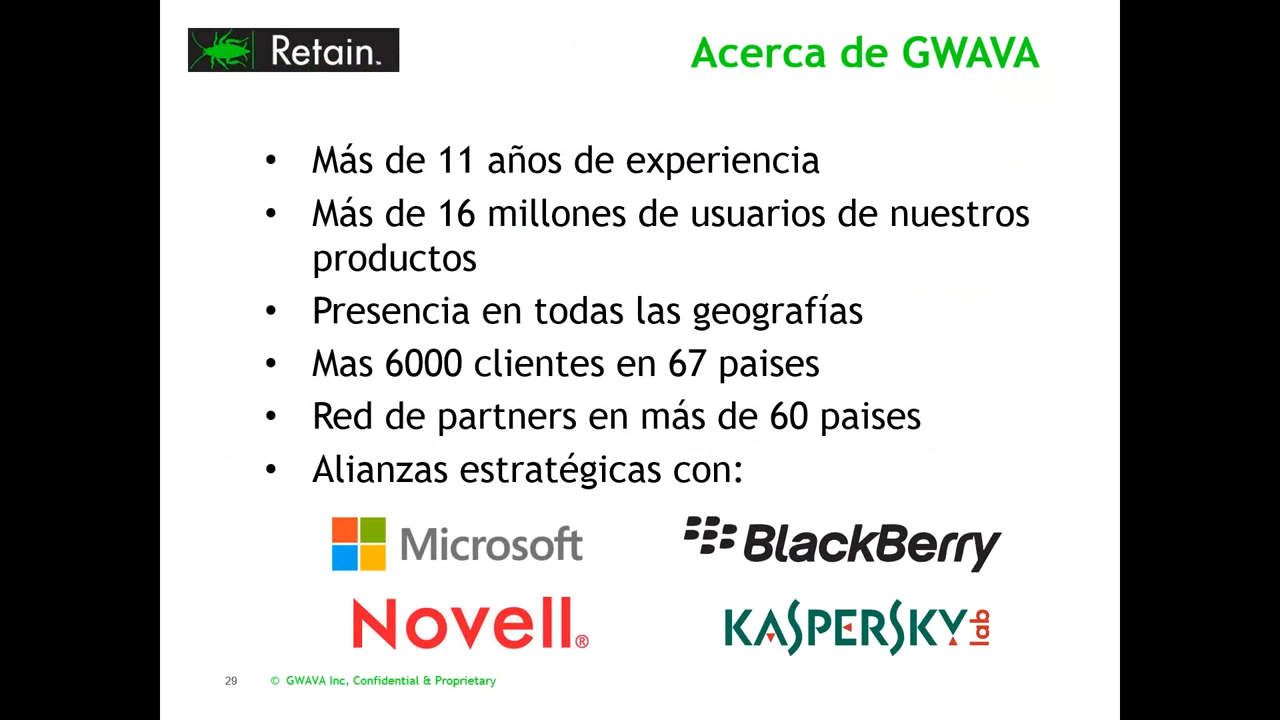 Retain™
Acerca de GWAVA
• Más de 11 años de experiencia
• Más de 16 millones de usuarios de nuestros
productos
• Presencia en todas las geografías
• Mas 6000 clientes en 67 paises
• Red de partners en más de 60 paises
• Alianzas estratégicas con:
Microsoft
BlackBerry
Novell®
KASPERSKY lab
29 © GWAVA Inc, Confidential & Proprietary